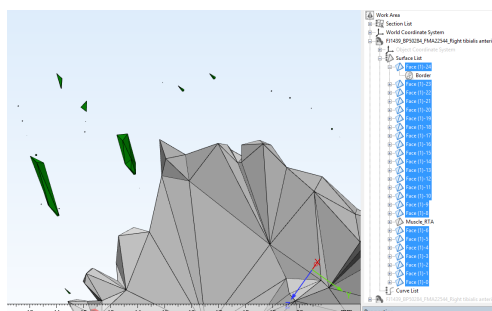 Work Area
Section List
World Coordinate System
FJ1439_BP50284_FMA22544_Right tibialis anteri
Object Coordinate System
Surface List
Face (1)-24
Border
Face (1)-23
Face (1)-22
Face (1)-21
Face (1)-20
Face (1)-19
Face (1)-18
Face (1)-17
Face (1)-16
Face (1)-15
Face (1)-14
Face (1)-13
Face (1)-12
Face (1)-11
Face (1)-10
Face (1)-9
Face (1)-8
Muscle_RTA
Face (1)-6
Face (1)-5
Face (1)-4
Face (1)-3
Face (1)-2
Face (1)-1
Face (1)-0
Curve List
FJ1439_BP50284_FMA22544_Right tibialis anteri